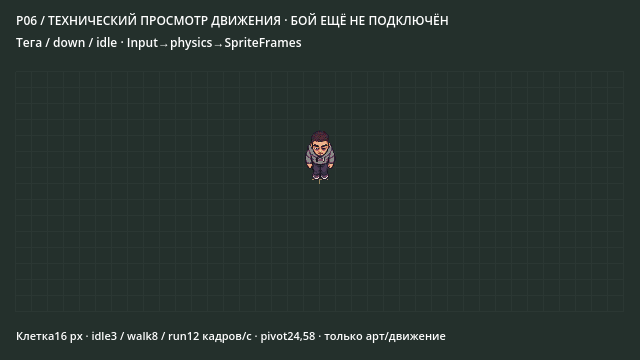 P06 / ТЕХНИЧЕСКИЙ ПРОСМОТР ДВИЖЕНИЯ · БОЙ ЕЩЁ НЕ ПОДКЛЮЧЁН
Тега / down / idle · Input→physics→SpriteFrames
Клетка16 px · idle3 / walk8 / run12 кадров/с · pivot24,58 · только арт/движение